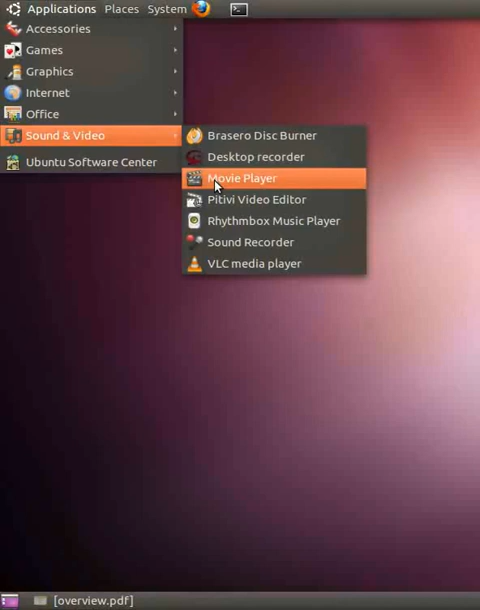 Applications Places System
Accessories
Games
Graphics
Internet
Office
Sound & Video
Ubuntu Software Center
Brasero Disc Burner
Desktop recorder
Movie Player
Pitivi Video Editor
Rhythmbox Music Player
Sound Recorder
VLC media player
[overview.pdf]